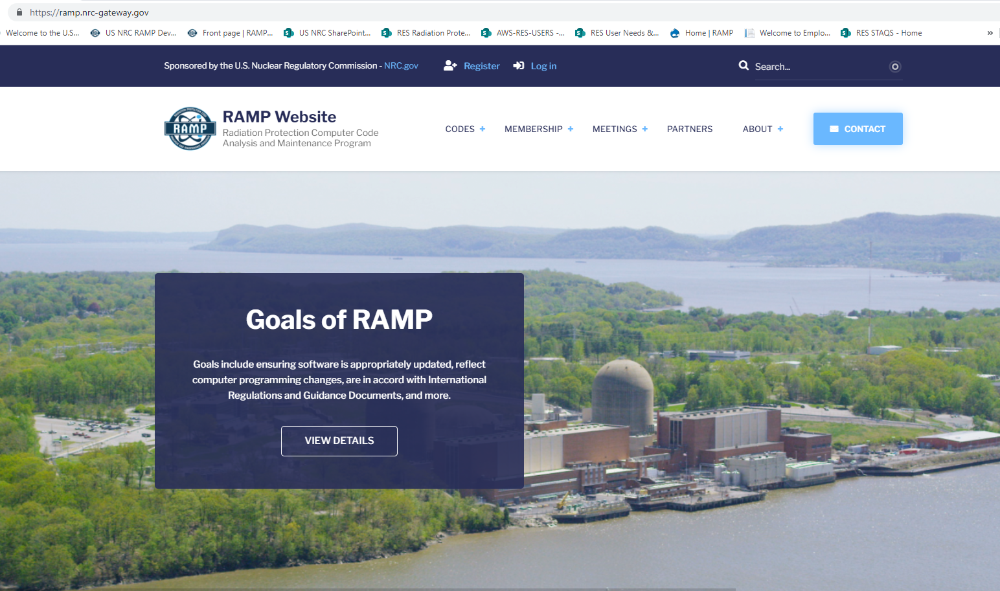 https://ramp.nrc-gateway.gov
Welcome to the U.S... US NRC RAMP Dev... Front page | RAMP... US NRC SharePoint... RES Radiation Prote... AWS-RES-USERS -... RES User Needs &... Home | RAMP Welcome to Emplo... RES STAQS - Home »
Sponsored by the U.S. Nuclear Regulatory Commission - NRC.gov Register Log in Search...
RAMP
RAMP Website
Radiation Protection Computer Code
Analysis and Maintenance Program
CODES + MEMBERSHIP + MEETINGS + PARTNERS ABOUT + CONTACT
Goals of RAMP
Goals include ensuring software is appropriately updated, reflect
computer programming changes, are in accord with International
Regulations and Guidance Documents, and more.
VIEW DETAILS